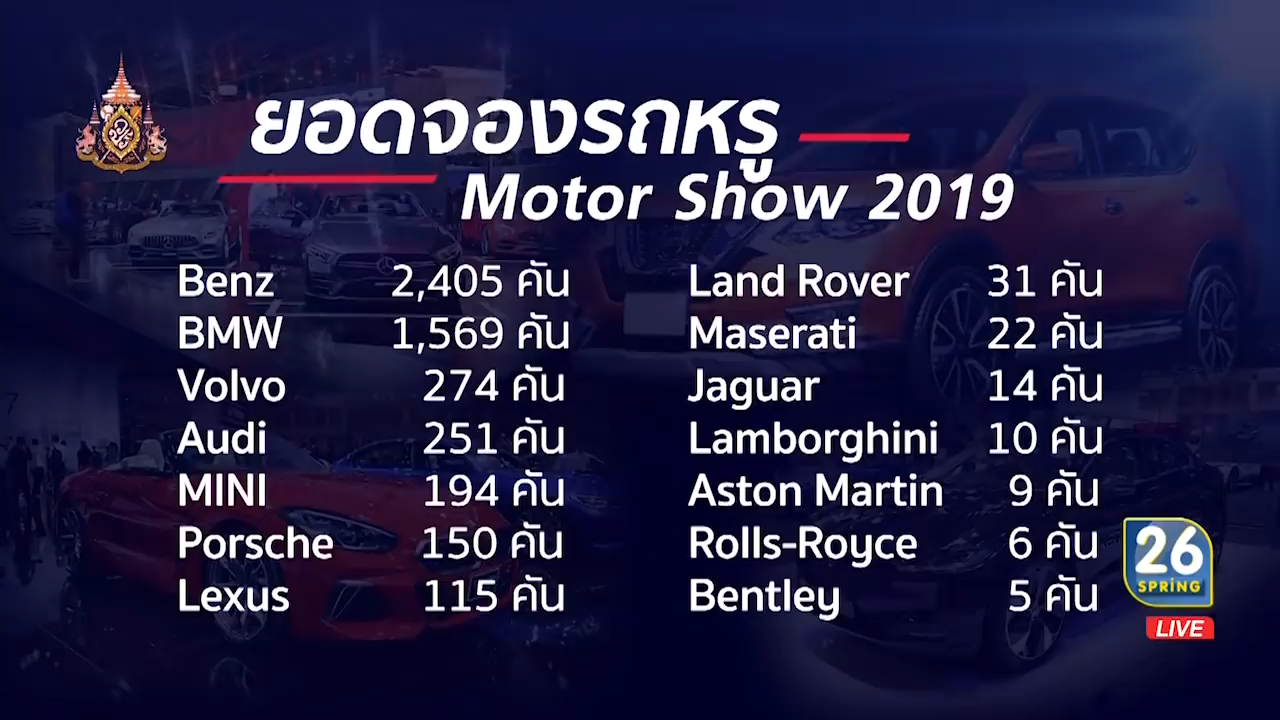 ยอดจองรถหรู
Motor Show 2019
Benz 2,405 คัน
BMW 1,569 คัน
Volvo 274 คัน
Audi 251 คัน
MINI 194 คัน
Porsche 150 คัน
Lexus 115 คัน
Land Rover 31 คัน
Maserati 22 คัน
Jaguar 14 คัน
Lamborghini 10 คัน
Aston Martin 9 คัน
Rolls-Royce 6 คัน
Bentley 5 คัน
26
SPRiNG
LIVE